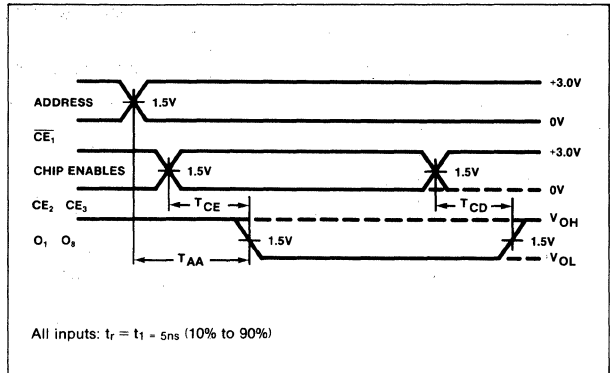 +3.0V
ADDRESS 1.5V
0V
CE1
+3.0V
CHIP ENABLES 1.5V 1.5V
0V
CE2 CE3 TCE TCD
VOH
O1 O8 1.5V 1.5V
TAA
VOL
All inputs: tr = t1 = 5ns (10% to 90%)